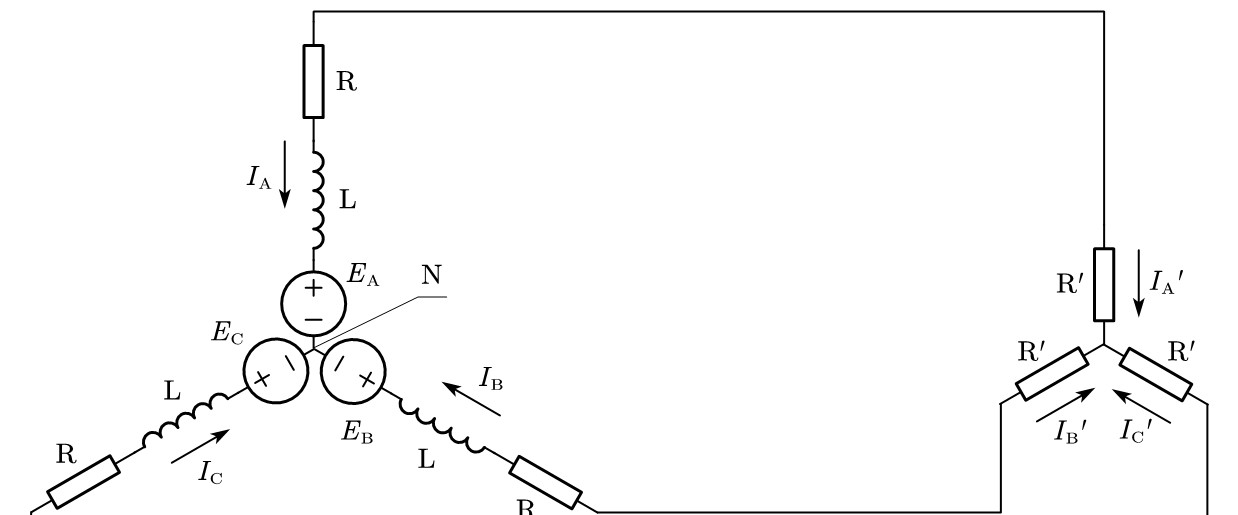 R
I_A
L
E_A
N
E_C
R′
I_A′
L
I_B
R′
R′
E_B
I_B′
I_C′
R
I_C
L
R